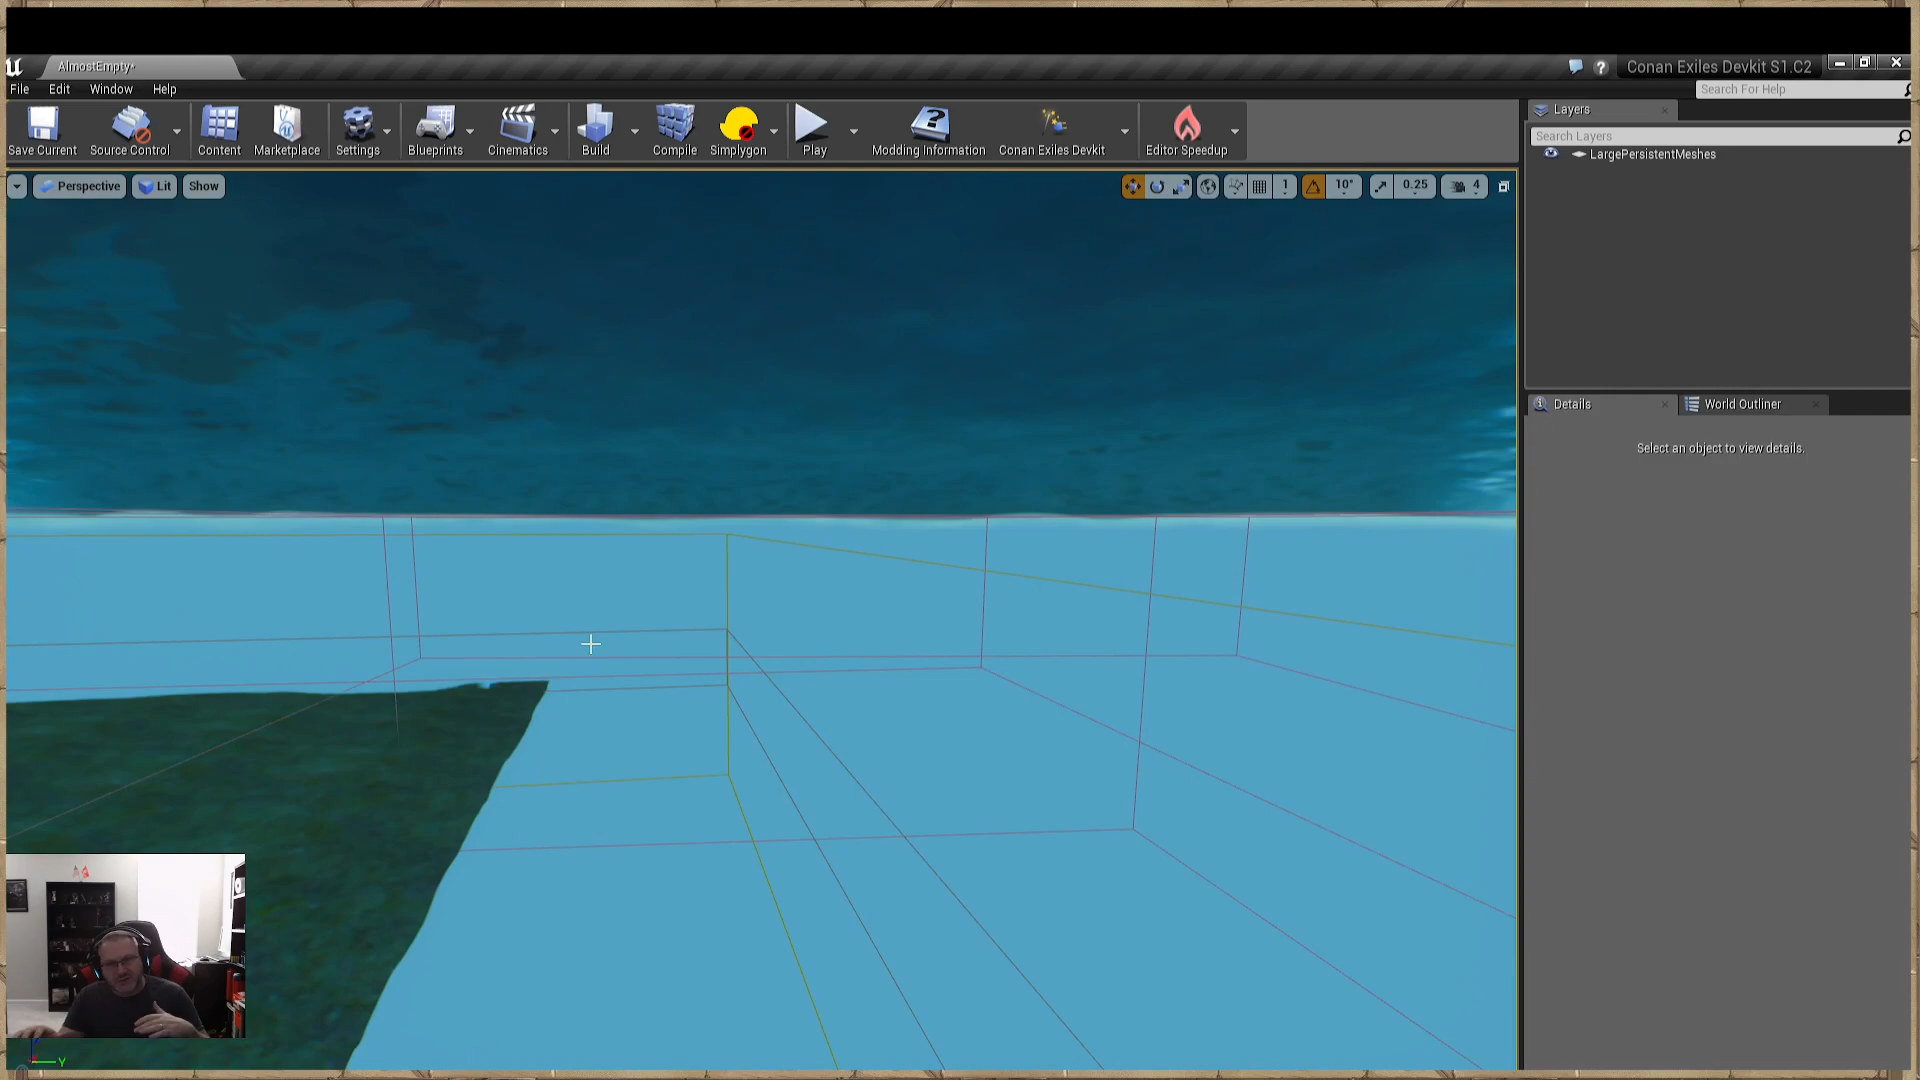 AlmostEmpty*
Conan Exiles Devkit S1.C2
File Edit Window Help
Search For Help
Save Current Source Control Content Marketplace Settings Blueprints Cinematics Build Compile Simplygon Play Modding Information Conan Exiles Devkit Editor Speedup
Layers
Search Layers
LargePersistentMeshes
Perspective Lit Show
1 10° 0.25 4
Details World Outliner
Select an object to view details.
Y